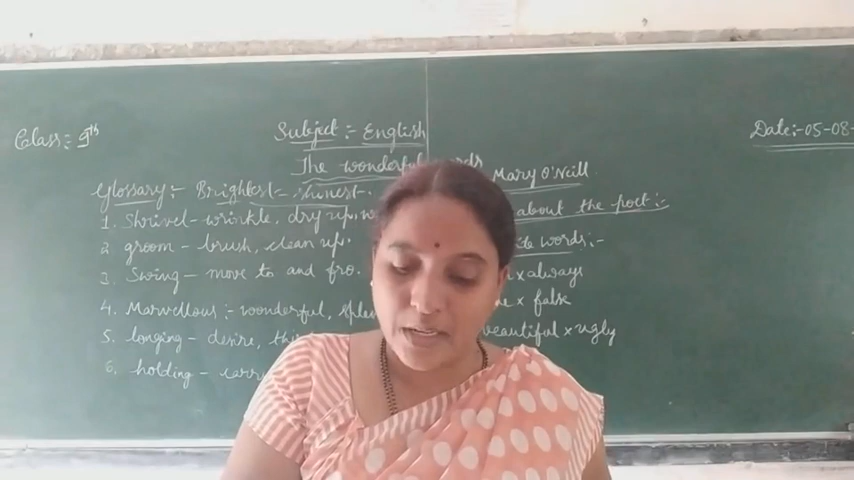 Class:- 9th
Subject :- English
Date:- 05-08-
The wonderful
Mary O'Neill
Glossary :- Brightest - shinest.
about the poet :-
1. Shrivel - wrinkle, dry up,
2 groom - brush, clean up.
words :-
3. Swing - move to and fro.
x always
4. Marvellous :- wonderful,
x false
5. longing - desire,
beautiful x ugly
6. holding -